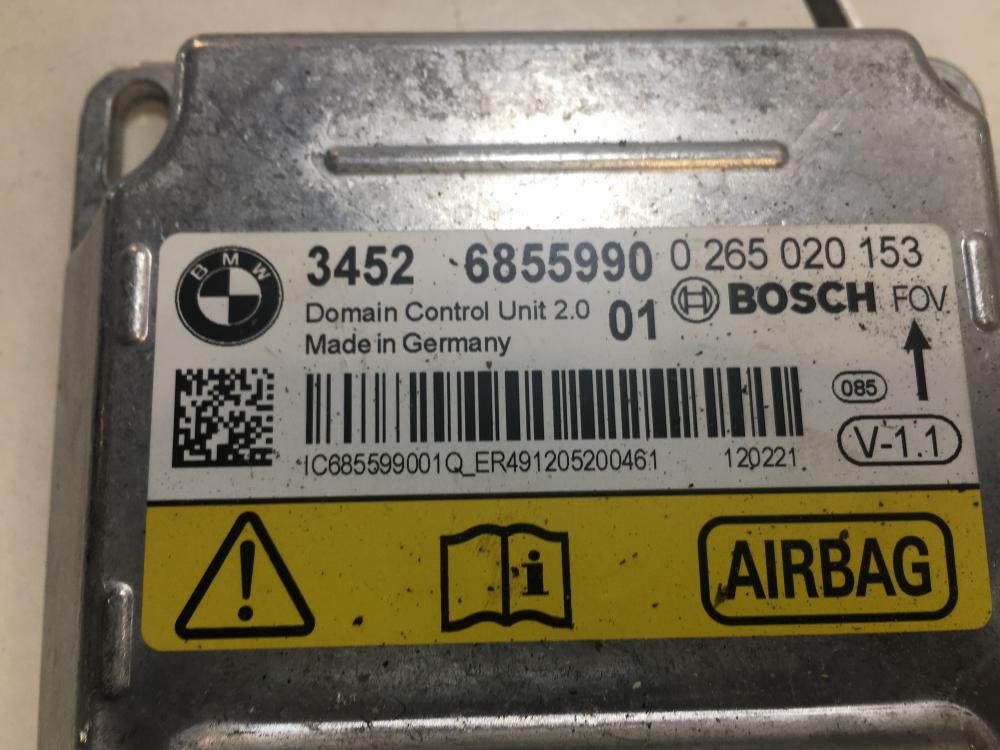 BMW
3452 6855990 0 265 020 153
Domain Control Unit 2.0 01 BOSCH FOV
Made in Germany
085
V-1.1
IC685599001Q_ER491205200461 120221
AIRBAG